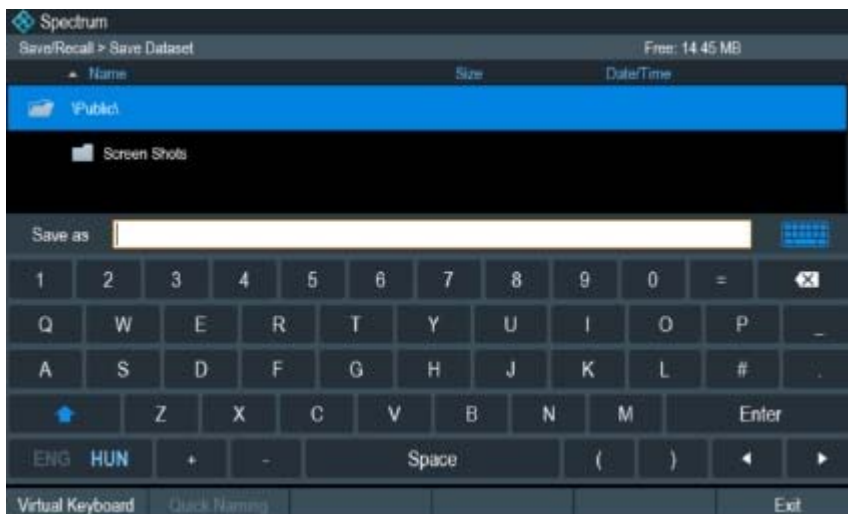 Spectrum
Save/Recall > Save Dataset Free: 14.45 MB
Name Size Date/Time
\Public\
Screen Shots
Save as
1 2 3 4 5 6 7 8 9 0 =
Q W E R T Y U I O P _
A S D F G H J K L # .
Z X C V B N M Enter
ENG HUN + - Space ( )
Virtual Keyboard Quick Naming Exit